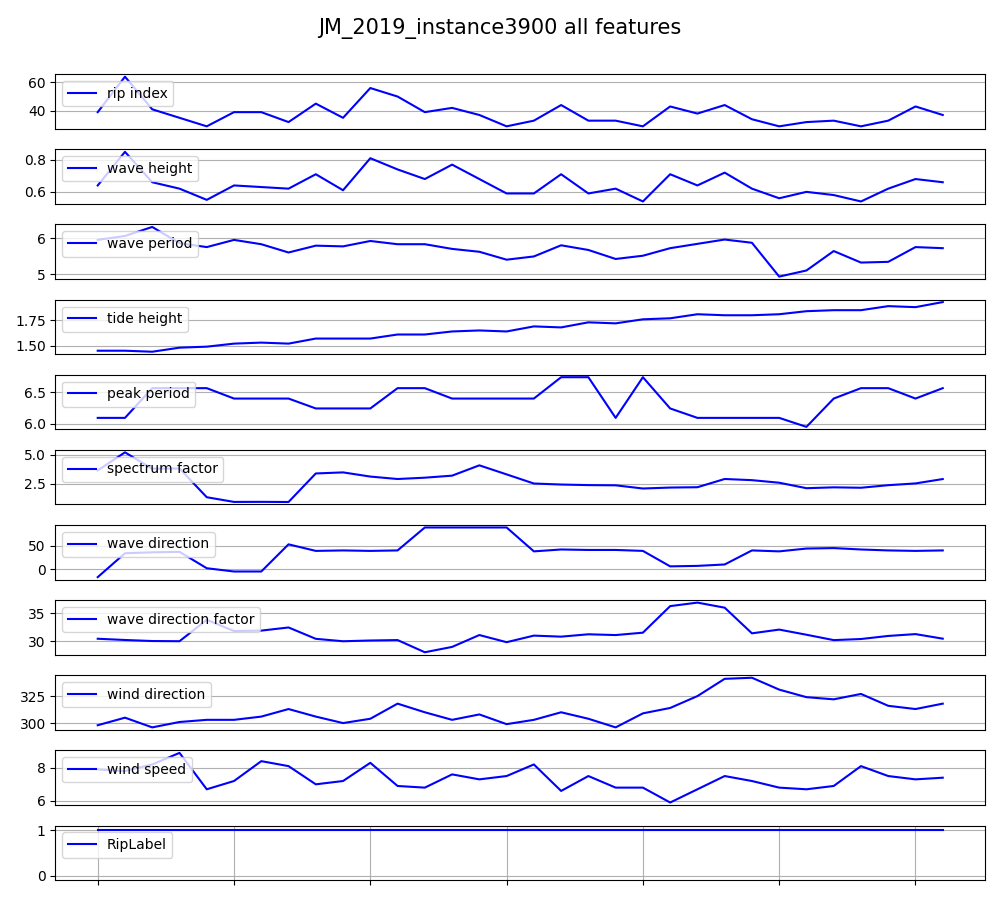 JM_2019_instance3900 all features
60
40
rip index
0.8
0.6
wave height
6
5
wave period
1.75
1.50
tide height
6.5
6.0
peak period
5.0
2.5
spectrum factor
50
0
wave direction
35
30
wave direction factor
325
300
wind direction
8
6
wind speed
1
0
RipLabel